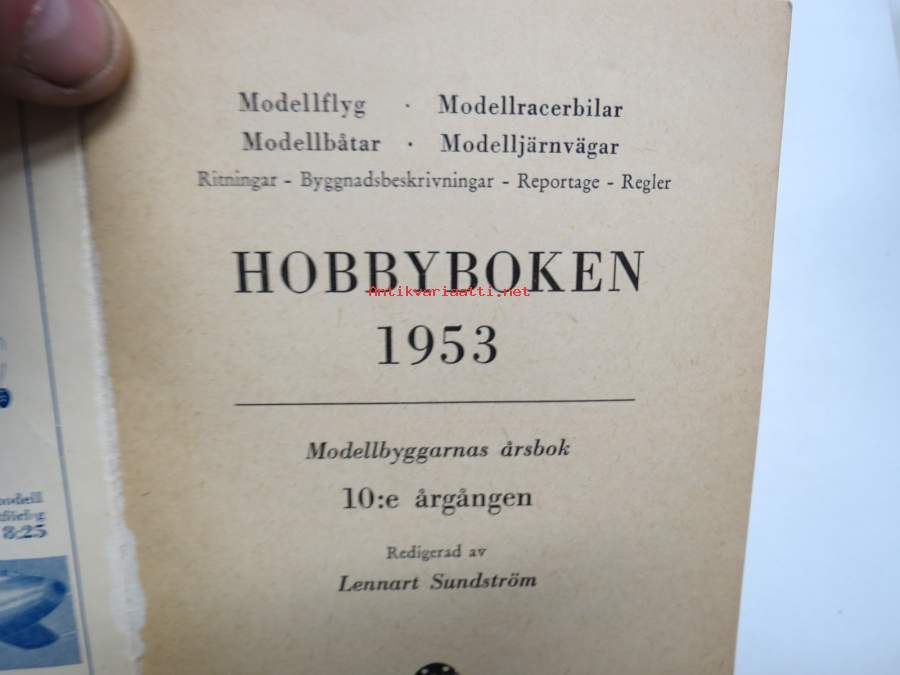 Modellflyg · Modellracerbilar
Modellbåtar · Modelljärnvägar
Ritningar - Byggnadsbeskrivningar - Reportage - Regler
HOBBYBOKEN
Antikvariaatti.net
1953
Modellbyggarnas årsbok
10:e årgången
Redigerad av
Lennart Sundström
8:25